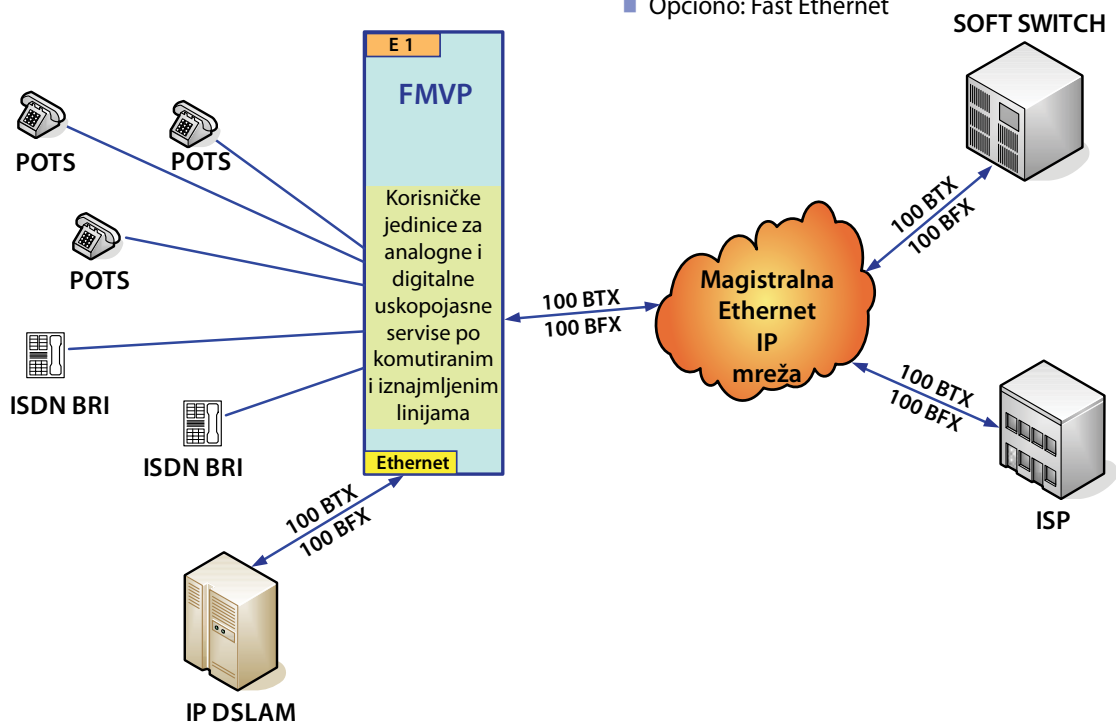 Opciono: Fast Ethernet
SOFT SWITCH
E 1
FMVP
POTS
POTS
POTS
Korisničke
jedinice za
analogne i
digitalne
uskopojasne
servise po
komutiranim
i iznajmljenim
linijama
ISDN BRI
ISDN BRI
Ethernet
100 BTX
100 BFX
IP DSLAM
100 BTX
100 BFX
Magistralna
Ethernet
IP
mreža
100 BTX
100 BFX
100 BTX
100 BFX
ISP